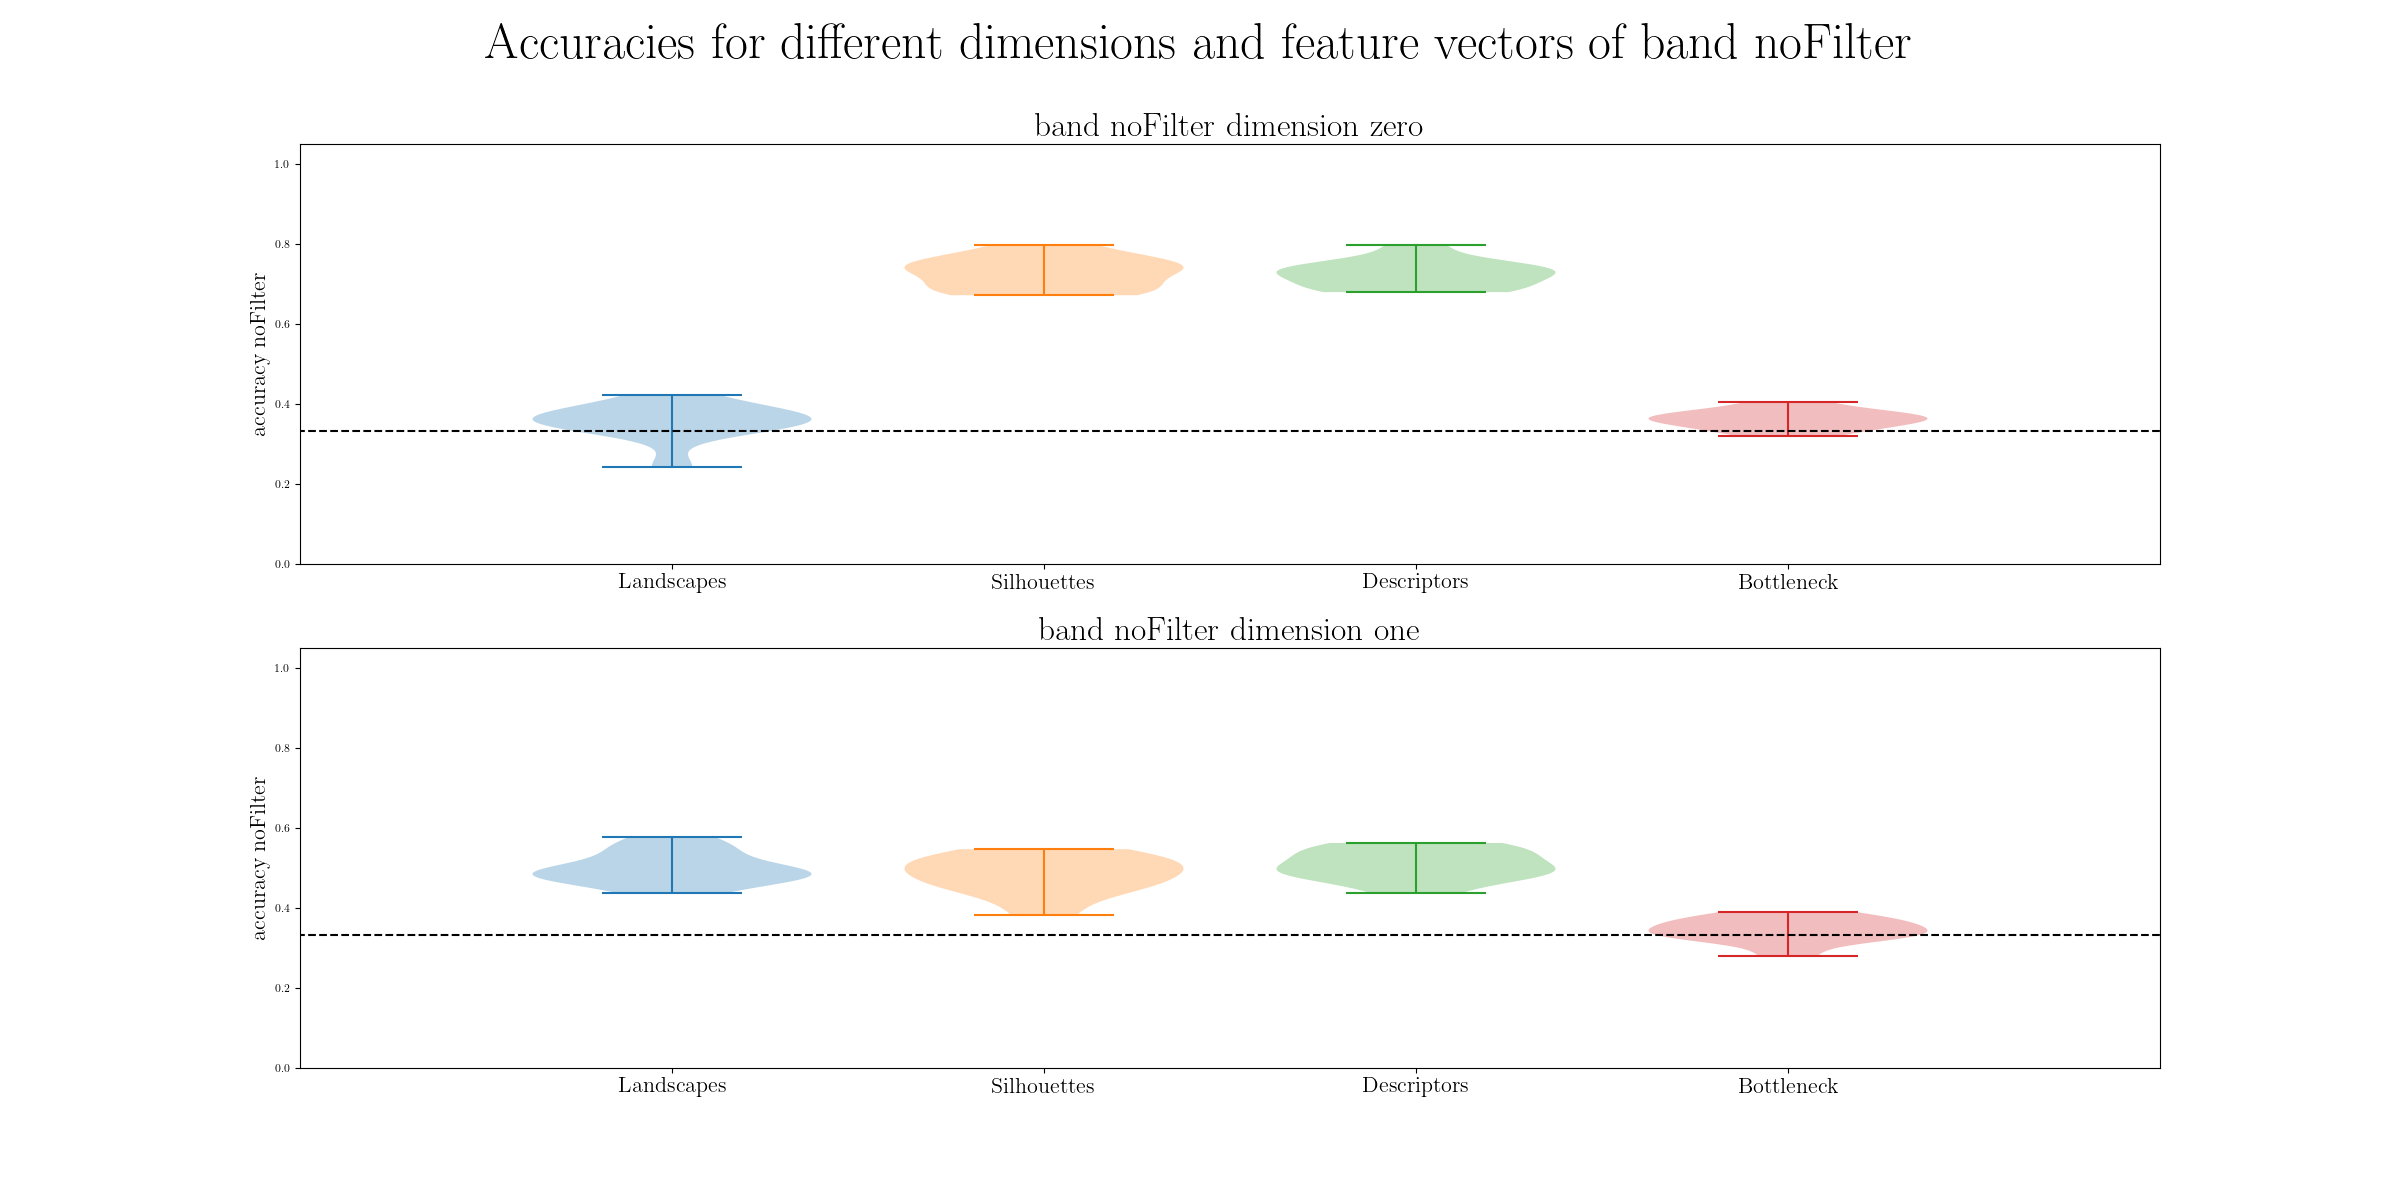 Accuracies for different dimensions and feature vectors of band noFilter
band noFilter dimension zero
accuracy noFilter
1.0
0.8
0.6
0.4
0.2
0.0
Landscapes Silhouettes Descriptors Bottleneck
band noFilter dimension one
accuracy noFilter
1.0
0.8
0.6
0.4
0.2
0.0
Landscapes Silhouettes Descriptors Bottleneck